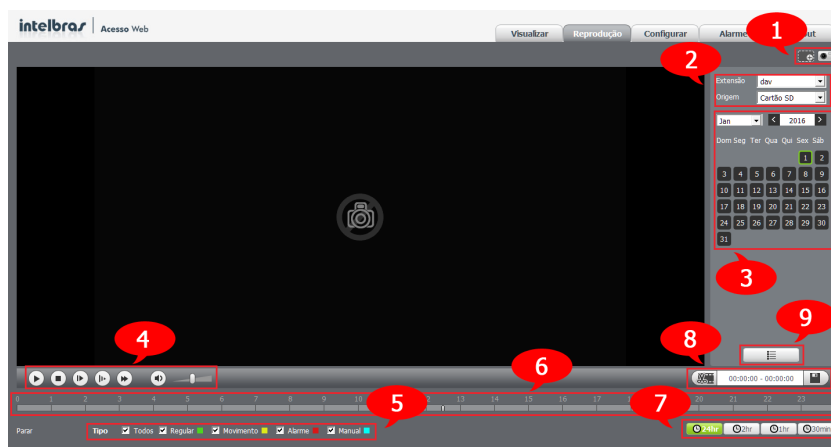 intelbras Acesso Web
Visualizar Reprodução Configurar Alarme ut
1
2
Extensão dav
Origem Cartão SD
Jan < 2016 >
Dom Seg Ter Qua Qui Sex Sáb
1 2
3 4 5 6 7 8 9
10 11 12 13 14 15 16
17 18 19 20 21 22 23
24 25 26 27 28 29 30
31
3
4
9
8
6
00:00:00 - 00:00:00
0 1 2 3 4 5 6 7 8 9 10 11 12 13 14 15 16 17 18 20 21 22 23
5
7
Parar Tipo Todos Regular Movimento Alarme Manual 24hr 2hr 1hr 30min